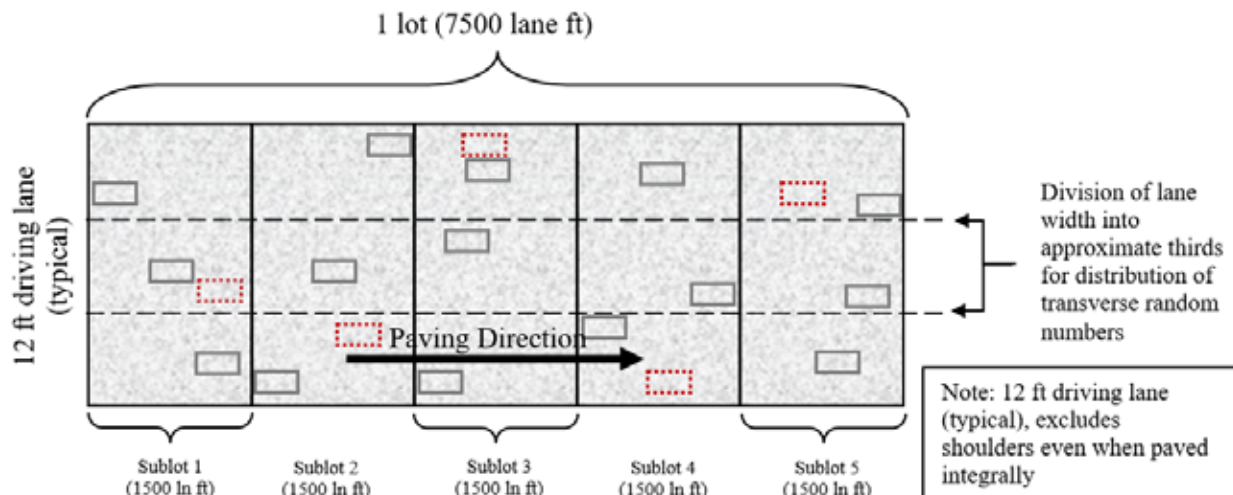 1 lot (7500 lane ft)
12 ft driving lane
(typical)
Paving Direction
Division of lane
width into
approximate thirds
for distribution of
transverse random
numbers
Note: 12 ft driving lane
(typical), excludes
shoulders even when paved
integrally
Sublot 1
(1500 ln ft)
Sublot 2
(1500 ln ft)
Sublot 3
(1500 ln ft)
Sublot 4
(1500 ln ft)
Sublot 5
(1500 ln ft)